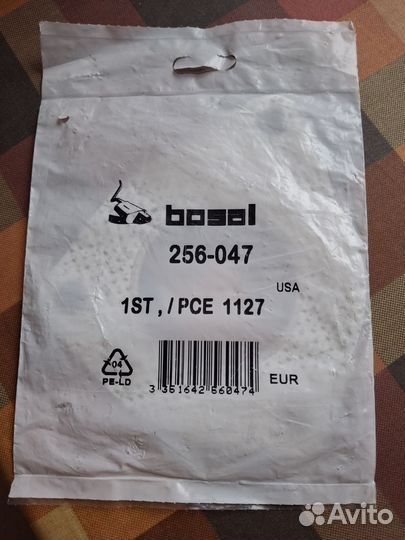 bosal
256-047
USA
1ST , / PCE 1127
04
PE-LD
3 351642 560474
EUR
Avito